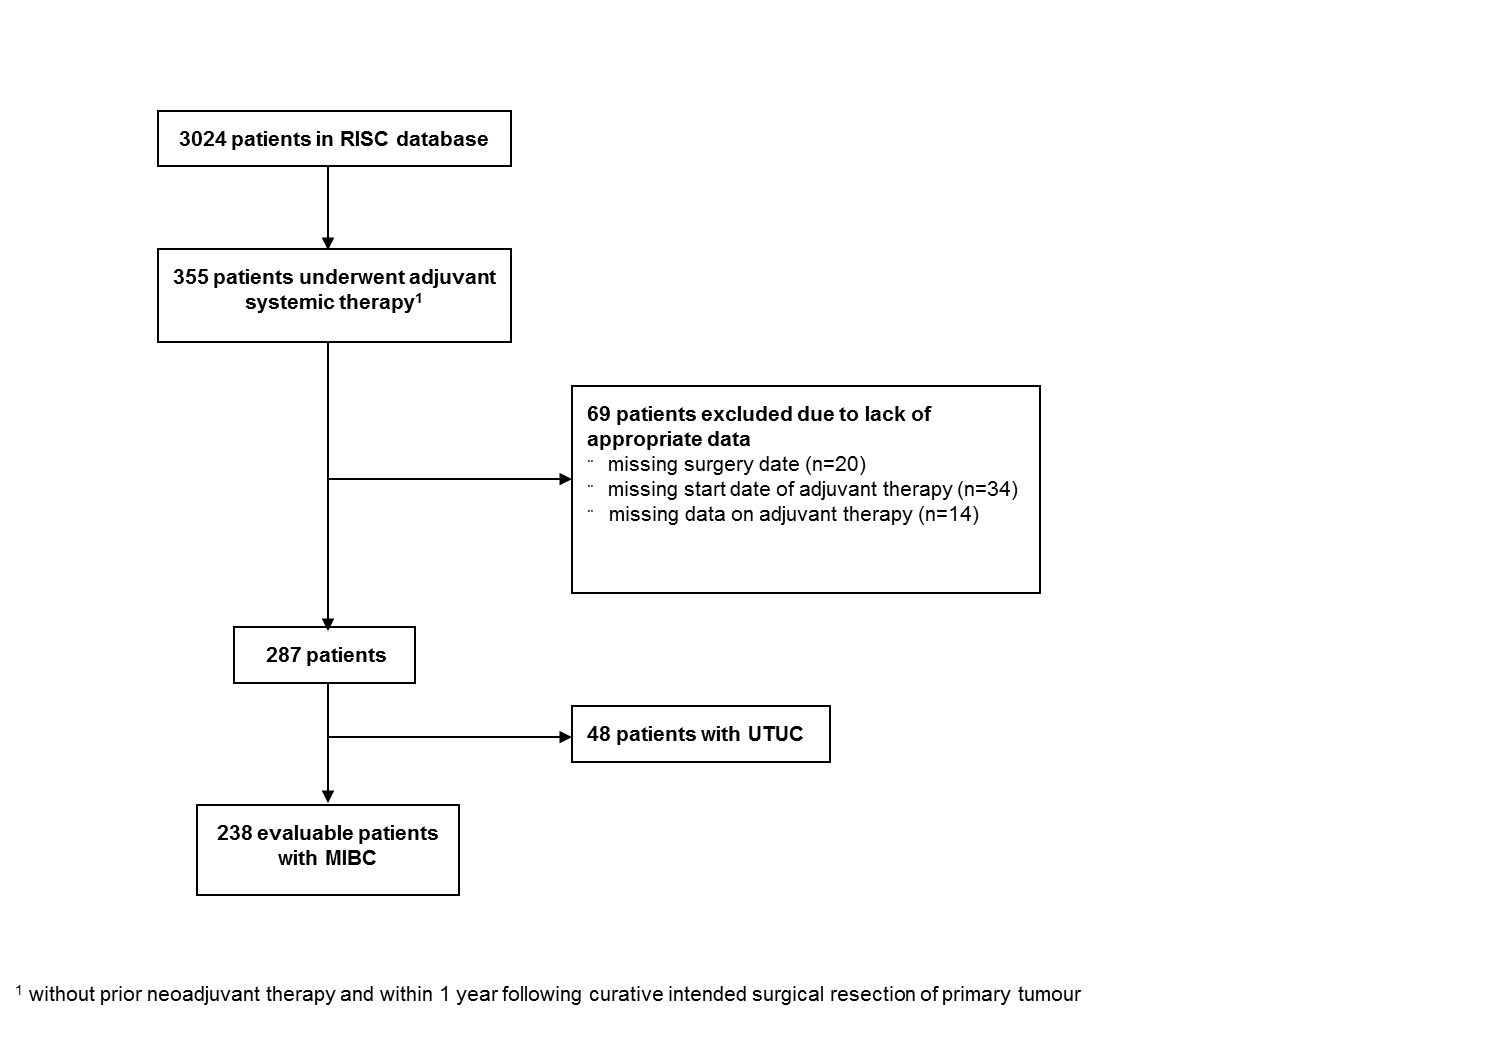 3024 patients in RISC database
355 patients underwent adjuvant
systemic therapy¹
69 patients excluded due to lack of
appropriate data
¨ missing surgery date (n=20)
¨ missing start date of adjuvant therapy (n=34)
¨ missing data on adjuvant therapy (n=14)
287 patients
48 patients with UTUC
238 evaluable patients
with MIBC
¹ without prior neoadjuvant therapy and within 1 year following curative intended surgical resection of primary tumour